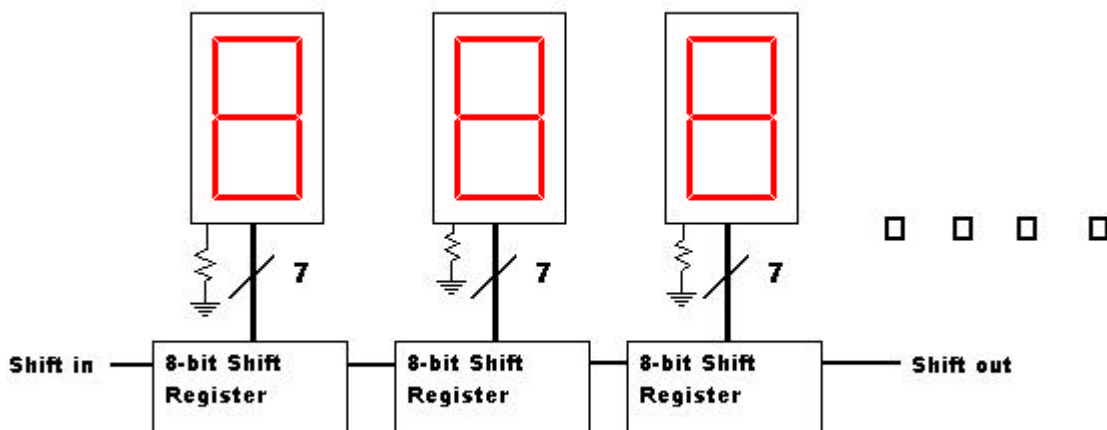 7
7
7
Shift in
8-bit Shift
Register
8-bit Shift
Register
8-bit Shift
Register
Shift out